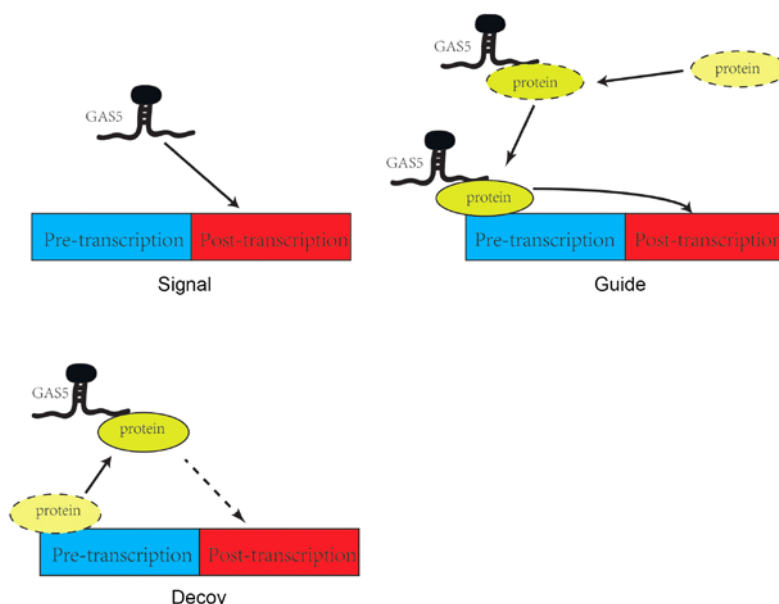 GAS5
Pre-transcription Post-transcription
Signal
GAS5
protein
protein
GAS5
protein
Pre-transcription Post-transcription
Guide
GAS5
protein
protein
Pre-transcription Post-transcription
Decoy